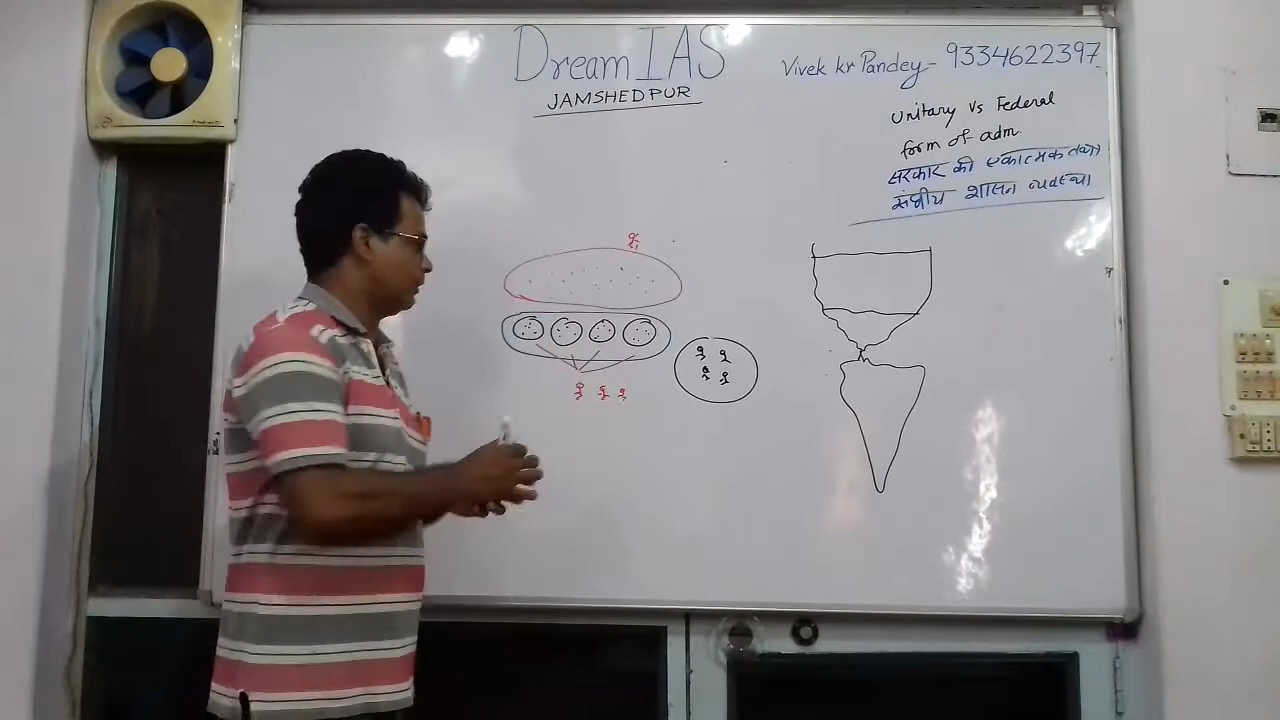 Dream IAS
JAMSHEDPUR
Vivek kr Pandey- 9334622397
Unitary vs Federal
form of adm.
सरकार की एकात्मक तथा
संघीय शासन व्यवस्था